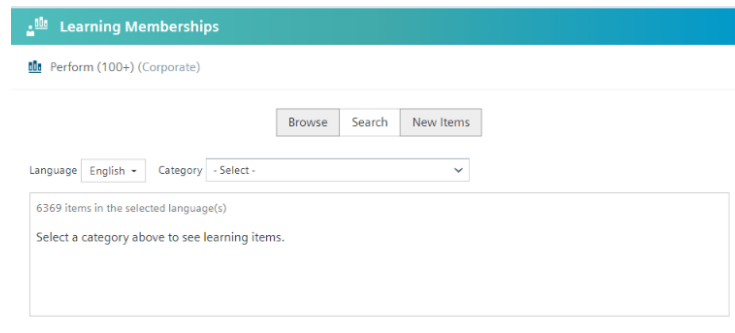 Learning Memberships
Perform (100+) (Corporate)
Browse Search New Items
Language English Category - Select -
6369 items in the selected language(s)
Select a category above to see learning items.